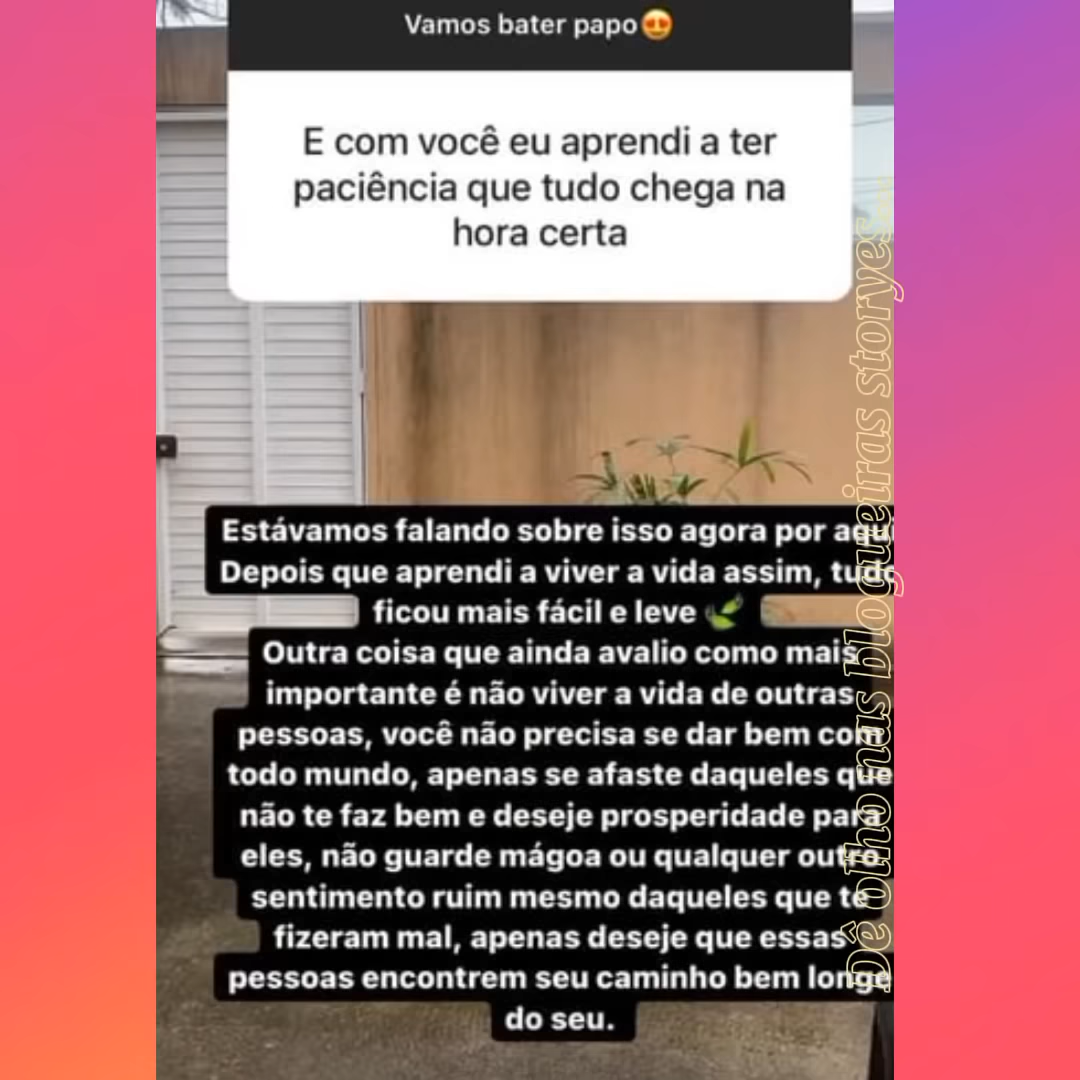 Vamos bater papo😍
E com você eu aprendi a ter
paciência que tudo chega na
hora certa
Estávamos falando sobre isso agora por aqui
Depois que aprendi a viver a vida assim, tudo
ficou mais fácil e leve 🍃
Outra coisa que ainda avalio como mais
importante é não viver a vida de outras
pessoas, você não precisa se dar bem com
todo mundo, apenas se afaste daqueles que
não te faz bem e deseje prosperidade para
eles, não guarde mágoa ou qualquer outro
sentimento ruim mesmo daqueles que te
fizeram mal, apenas deseje que essas
pessoas encontrem seu caminho bem longe
do seu.
Dê olho nas blogueiras storyes...